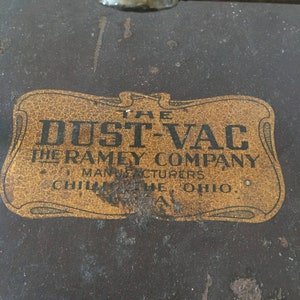 THE
DUST-VAC
THE RAMEY COMPANY
MANUFACTURERS
OHIO.